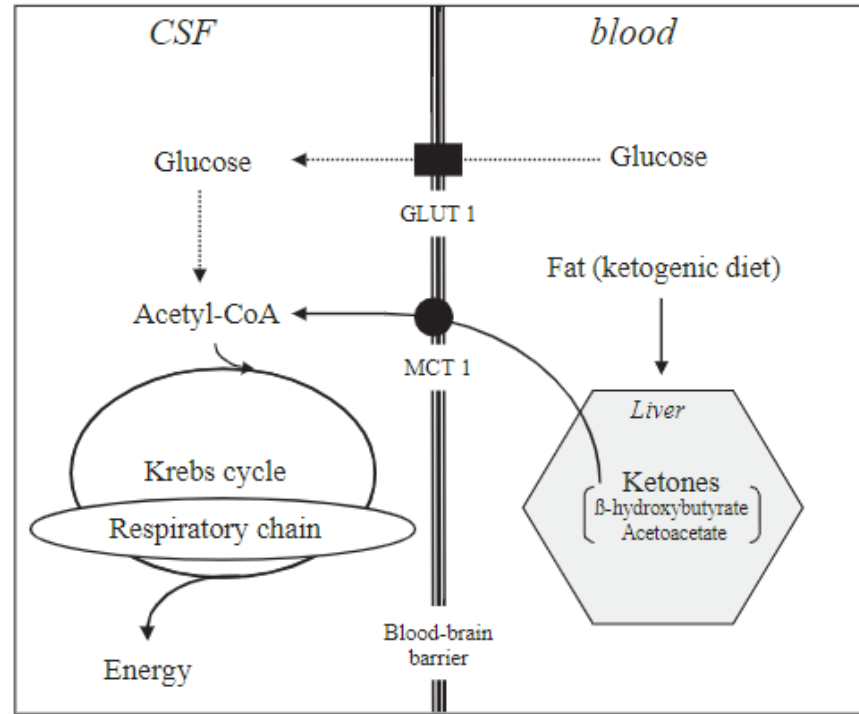 CSF
blood
Glucose
Glucose
GLUT 1
Fat (ketogenic diet)
Acetyl-CoA
MCT 1
Liver
Krebs cycle
Ketones
ß-hydroxybutyrate
Acetoacetate
Respiratory chain
Blood-brain
barrier
Energy